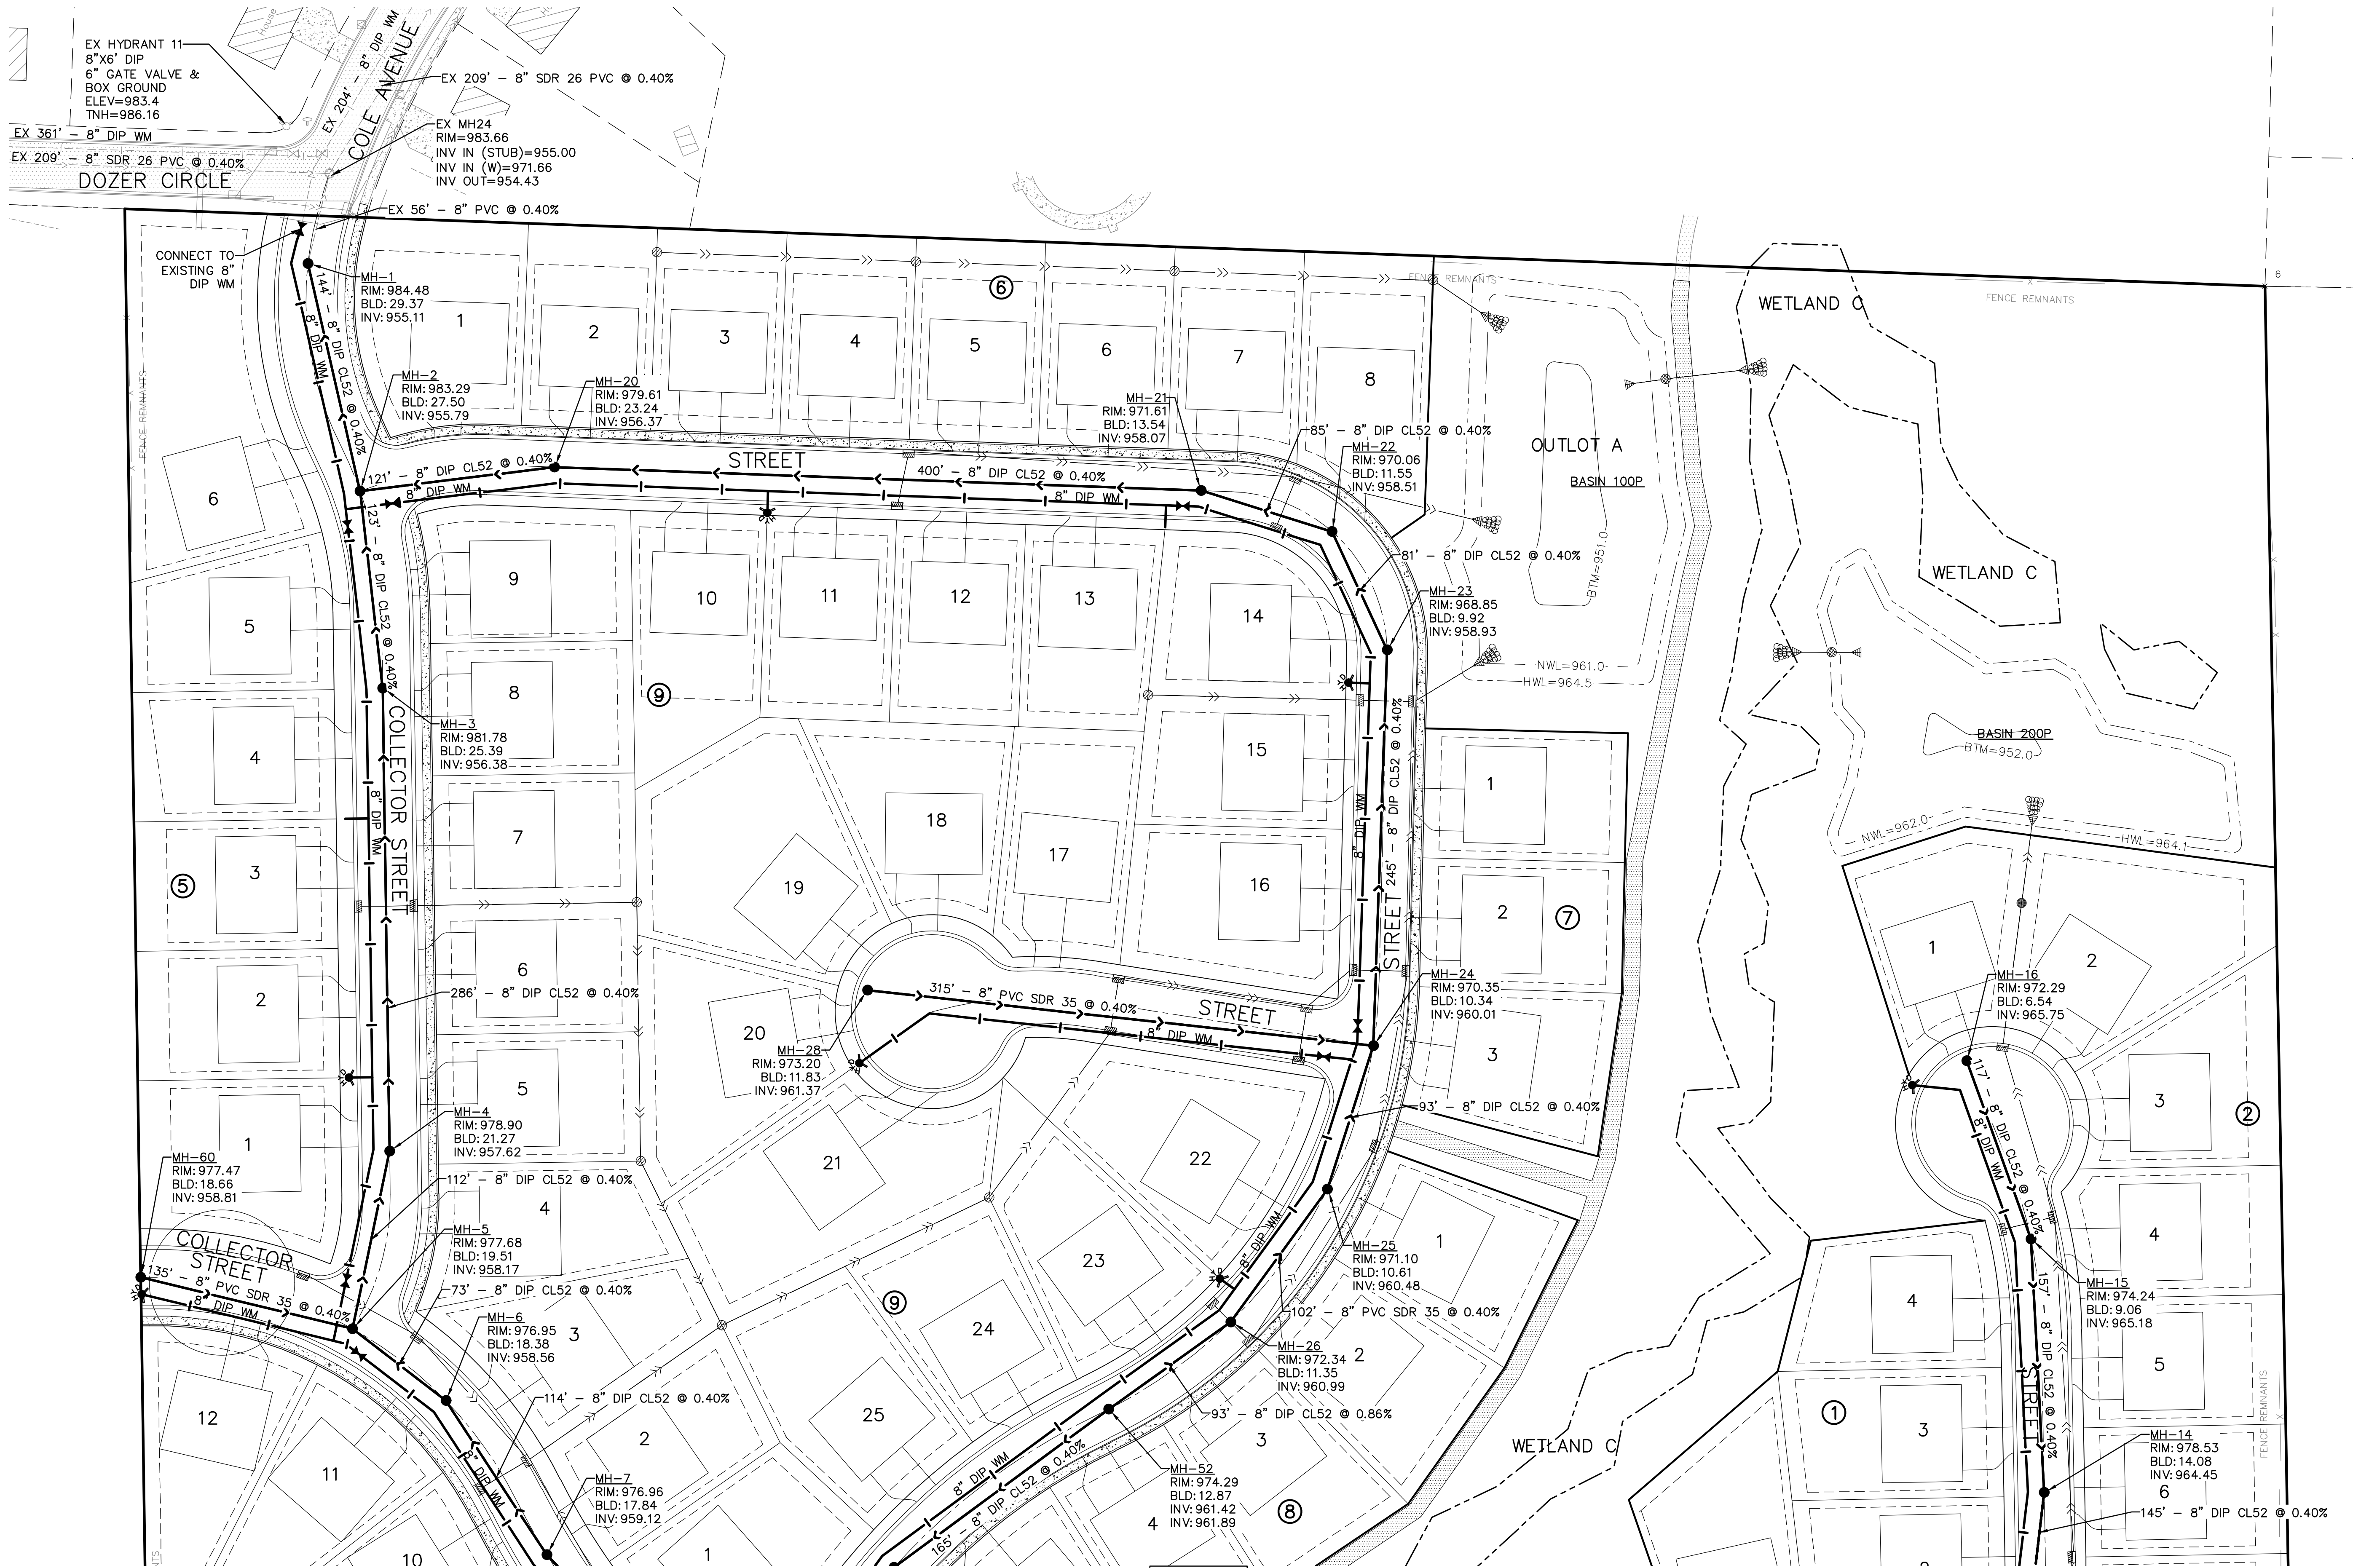 EX HYDRANT 11
8"X6' DIP
6" GATE VALVE &
BOX GROUND
ELEV=983.4
TNH=986.16
House
EX 204' - 8" DIP WM
COLE AVENUE
EX 209' - 8" SDR 26 PVC @ 0.40%
EX MH24
RIM=983.66
INV IN (STUB)=955.00
INV IN (W)=971.66
INV OUT=954.43
EX 361' - 8" DIP WM
EX 209' - 8" SDR 26 PVC @ 0.40%
DOZER CIRCLE
EX 56' - 8" PVC @ 0.40%
CONNECT TO
EXISTING 8"
DIP WM
MH-1
RIM: 984.48
BLD: 29.37
INV: 955.11
144' - 8" DIP CL52 @ 0.40%
8" DIP WM
MH-2
RIM: 983.29
BLD: 27.50
INV: 955.79
MH-20
RIM: 979.61
BLD: 23.24
INV: 956.37
MH-21
RIM: 971.61
BLD: 13.54
INV: 958.07
85' - 8" DIP CL52 @ 0.40%
MH-22
RIM: 970.06
BLD: 11.55
INV: 958.51
1
2
3
4
5
6
7
8
6
FENCE REMNANTS
FENCE REMNANTS
FENCE REMNANTS
6
WETLAND C
OUTLOT A
BASIN 100P
BTM=951.0
NWL=961.0
HWL=964.5
WETLAND C
BASIN 200P
BTM=952.0
NWL=962.0
HWL=964.1
121' - 8" DIP CL52 @ 0.40%
8" DIP WM
STREET
400' - 8" DIP CL52 @ 0.40%
8" DIP WM
81' - 8" DIP CL52 @ 0.40%
MH-23
RIM: 968.85
BLD: 9.92
INV: 958.93
123' - 8" DIP CL52 @ 0.40%
MH-3
RIM: 981.78
BLD: 25.39
INV: 956.38
COLLECTOR STREET
8" DIP WM
286' - 8" DIP CL52 @ 0.40%
6
5
4
3
2
1
5
9
8
7
6
5
4
3
2
1
9
10
11
12
13
14
15
16
17
18
19
20
21
22
23
24
25
9
8" DIP WM
245' - 8" DIP CL52 @ 0.40%
STREET
1
2
3
7
MH-24
RIM: 970.35
BLD: 10.34
INV: 960.01
315' - 8" PVC SDR 35 @ 0.40%
STREET
8" DIP WM
MH-28
RIM: 973.20
BLD: 11.83
INV: 961.37
93' - 8" DIP CL52 @ 0.40%
MH-4
RIM: 978.90
BLD: 21.27
INV: 957.62
112' - 8" DIP CL52 @ 0.40%
MH-60
RIM: 977.47
BLD: 18.66
INV: 958.81
COLLECTOR
STREET
135' - 8" PVC SDR 35 @ 0.40%
8" DIP WM
MH-5
RIM: 977.68
BLD: 19.51
INV: 958.17
73' - 8" DIP CL52 @ 0.40%
MH-6
RIM: 976.95
BLD: 18.38
INV: 958.56
114' - 8" DIP CL52 @ 0.40%
8" DIP WM
MH-7
RIM: 976.96
BLD: 17.84
INV: 959.12
12
11
10
8" DIP WM
MH-25
RIM: 971.10
BLD: 10.61
INV: 960.48
102' - 8" PVC SDR 35 @ 0.40%
MH-26
RIM: 972.34
BLD: 11.35
INV: 960.99
93' - 8" DIP CL52 @ 0.86%
8" DIP WM
165' - 8" DIP CL52 @ 0.40%
MH-52
RIM: 974.29
BLD: 12.87
INV: 961.42
INV: 961.89
1
2
3
4
8
WETLAND C
MH-16
RIM: 972.29
BLD: 6.54
INV: 965.75
117' - 8" DIP CL52 @ 0.40%
8" DIP WM
MH-15
RIM: 974.24
BLD: 9.06
INV: 965.18
157' - 8" DIP CL52 @ 0.40%
STREET
MH-14
RIM: 978.53
BLD: 14.08
INV: 964.45
145' - 8" DIP CL52 @ 0.40%
1
2
3
4
5
6
2
4
3
1
FENCE REMNANTS